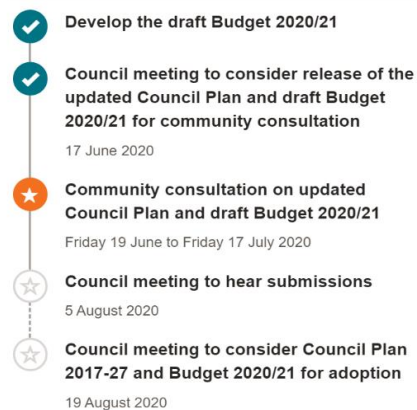 Develop the draft Budget 2020/21
Council meeting to consider release of the
updated Council Plan and draft Budget
2020/21 for community consultation
17 June 2020
Community consultation on updated
Council Plan and draft Budget 2020/21
Friday 19 June to Friday 17 July 2020
Council meeting to hear submissions
5 August 2020
Council meeting to consider Council Plan
2017-27 and Budget 2020/21 for adoption
19 August 2020